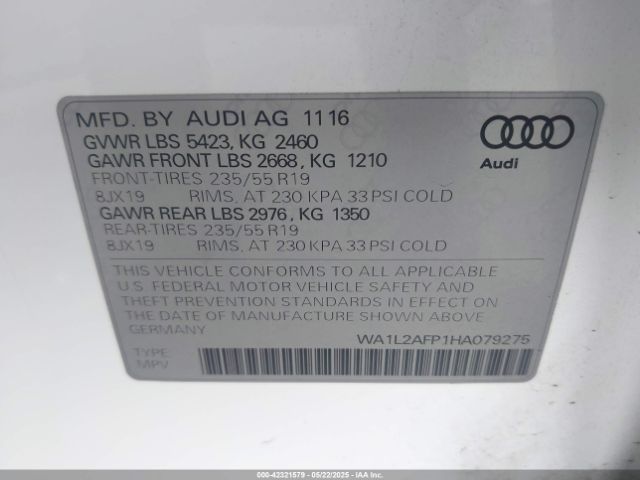 MFD. BY AUDI AG 11 16
GVWR LBS 5423, KG 2460
GAWR FRONT LBS 2668, KG 1210
FRONT-TIRES 235/55 R19
8JX19 RIMS, AT 230 KPA 33 PSI COLD
GAWR REAR LBS 2976, KG 1350
REAR-TIRES 235/55 R19
8JX19 RIMS, AT 230 KPA 33 PSI COLD
Audi
THIS VEHICLE CONFORMS TO ALL APPLICABLE
U.S. FEDERAL MOTOR VEHICLE SAFETY AND
THEFT PREVENTION STANDARDS IN EFFECT ON
THE DATE OF MANUFACTURE SHOWN ABOVE.
GERMANY
WA1L2AFP1HA079275
TYPE:
MPV
00-42321579 | 05/22/2025 | IAAI.COM